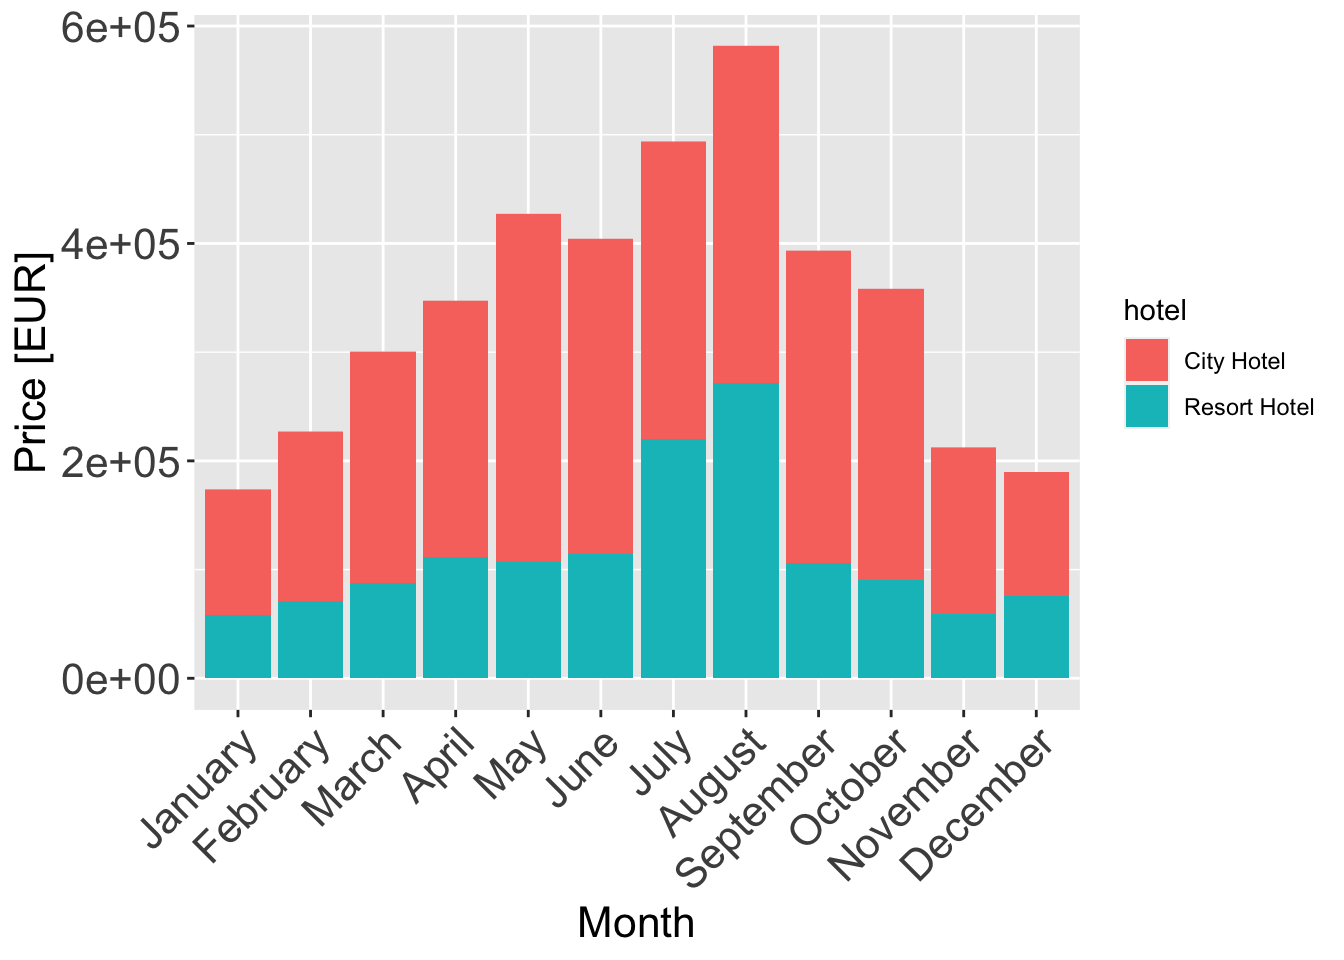 6e+05
4e+05
2e+05
0e+00
Price [EUR]
January
February
March
April
May
June
July
August
September
October
November
December
Month
hotel
City Hotel
Resort Hotel